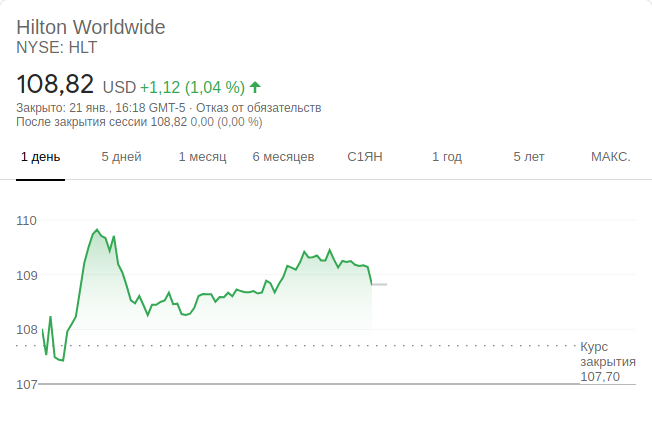 Hilton Worldwide
NYSE: HLT
108,82 USD +1,12 (1,04 %)
Закрыто: 21 янв., 16:18 GMT-5 · Отказ от обязательств
После закрытия сессии 108,82 0,00 (0,00 %)
1 день 5 дней 1 месяц 6 месяцев С1ЯН 1 год 5 лет МАКС.
110
109
108
Курс
закрытия
107,70
107